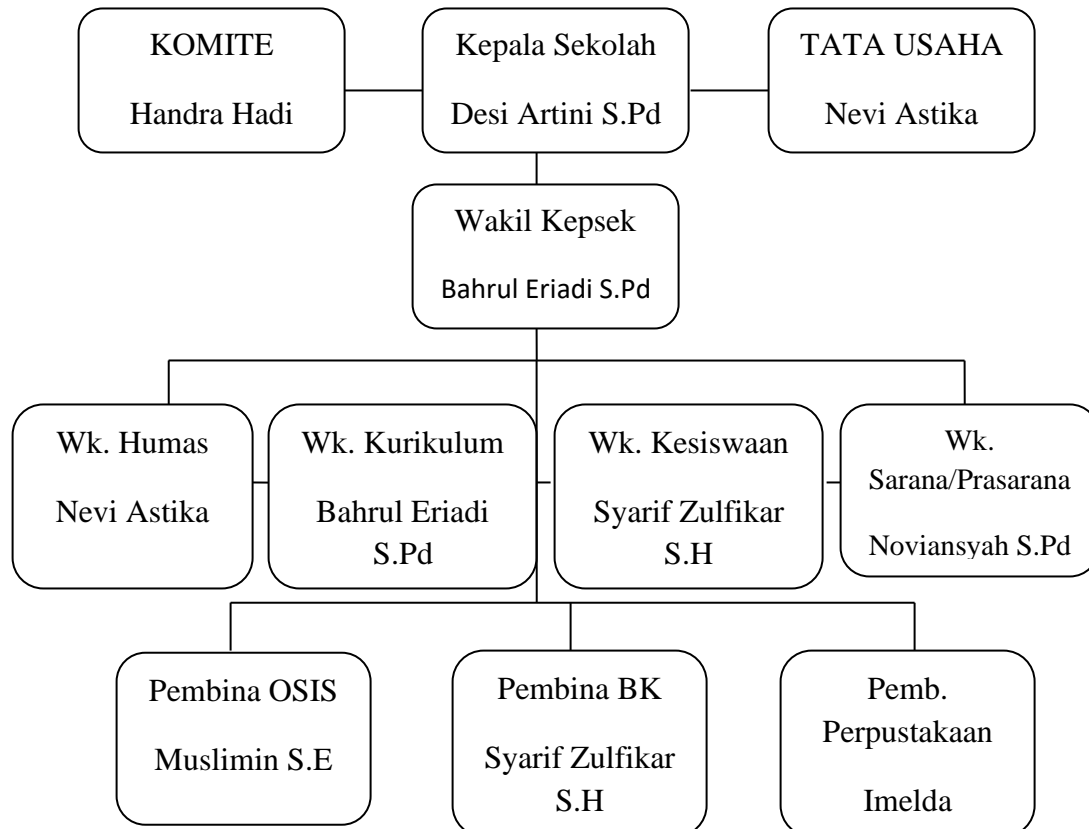 KOMITE
Handra Hadi
Kepala Sekolah
Desi Artini S.Pd
TATA USAHA
Nevi Astika
Wakil Kepsek
Bahrul Eriadi S.Pd
Wk. Humas
Nevi Astika
Wk. Kurikulum
Bahrul Eriadi
S.Pd
Wk. Kesiswaan
Syarif Zulfikar
S.H
Wk.
Sarana/Prasarana
Noviansyah S.Pd
Pembina OSIS
Muslimin S.E
Pembina BK
Syarif Zulfikar
S.H
Pemb.
Perpustakaan
Imelda